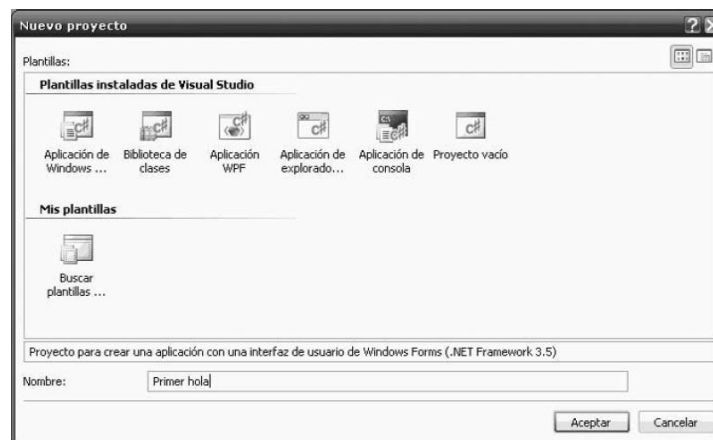 Nuevo proyecto
Plantillas:
Plantillas instaladas de Visual Studio
Aplicación de Windows ...
Biblioteca de clases
Aplicación WPF
Aplicación de explorado...
Aplicación de consola
Proyecto vacío
Mis plantillas
Buscar plantillas ...
Proyecto para crear una aplicación con una interfaz de usuario de Windows Forms (.NET Framework 3.5)
Nombre: Primer hola
Aceptar Cancelar